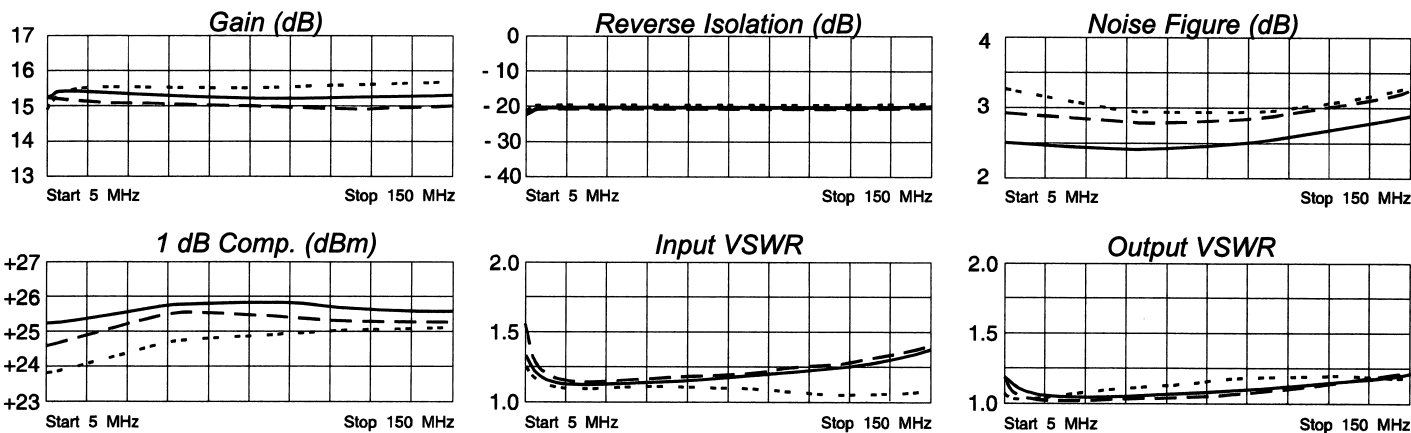 Gain (dB)
17
16
15
14
13
Start 5 MHz
Stop 150 MHz
Reverse Isolation (dB)
0
- 10
- 20
- 30
- 40
Start 5 MHz
Stop 150 MHz
Noise Figure (dB)
4
3
2
Start 5 MHz
Stop 150 MHz
1 dB Comp. (dBm)
+27
+26
+25
+24
+23
Start 5 MHz
Stop 150 MHz
Input VSWR
2.0
1.5
1.0
Start 5 MHz
Stop 150 MHz
Output VSWR
2.0
1.5
1.0
Start 5 MHz
Stop 150 MHz